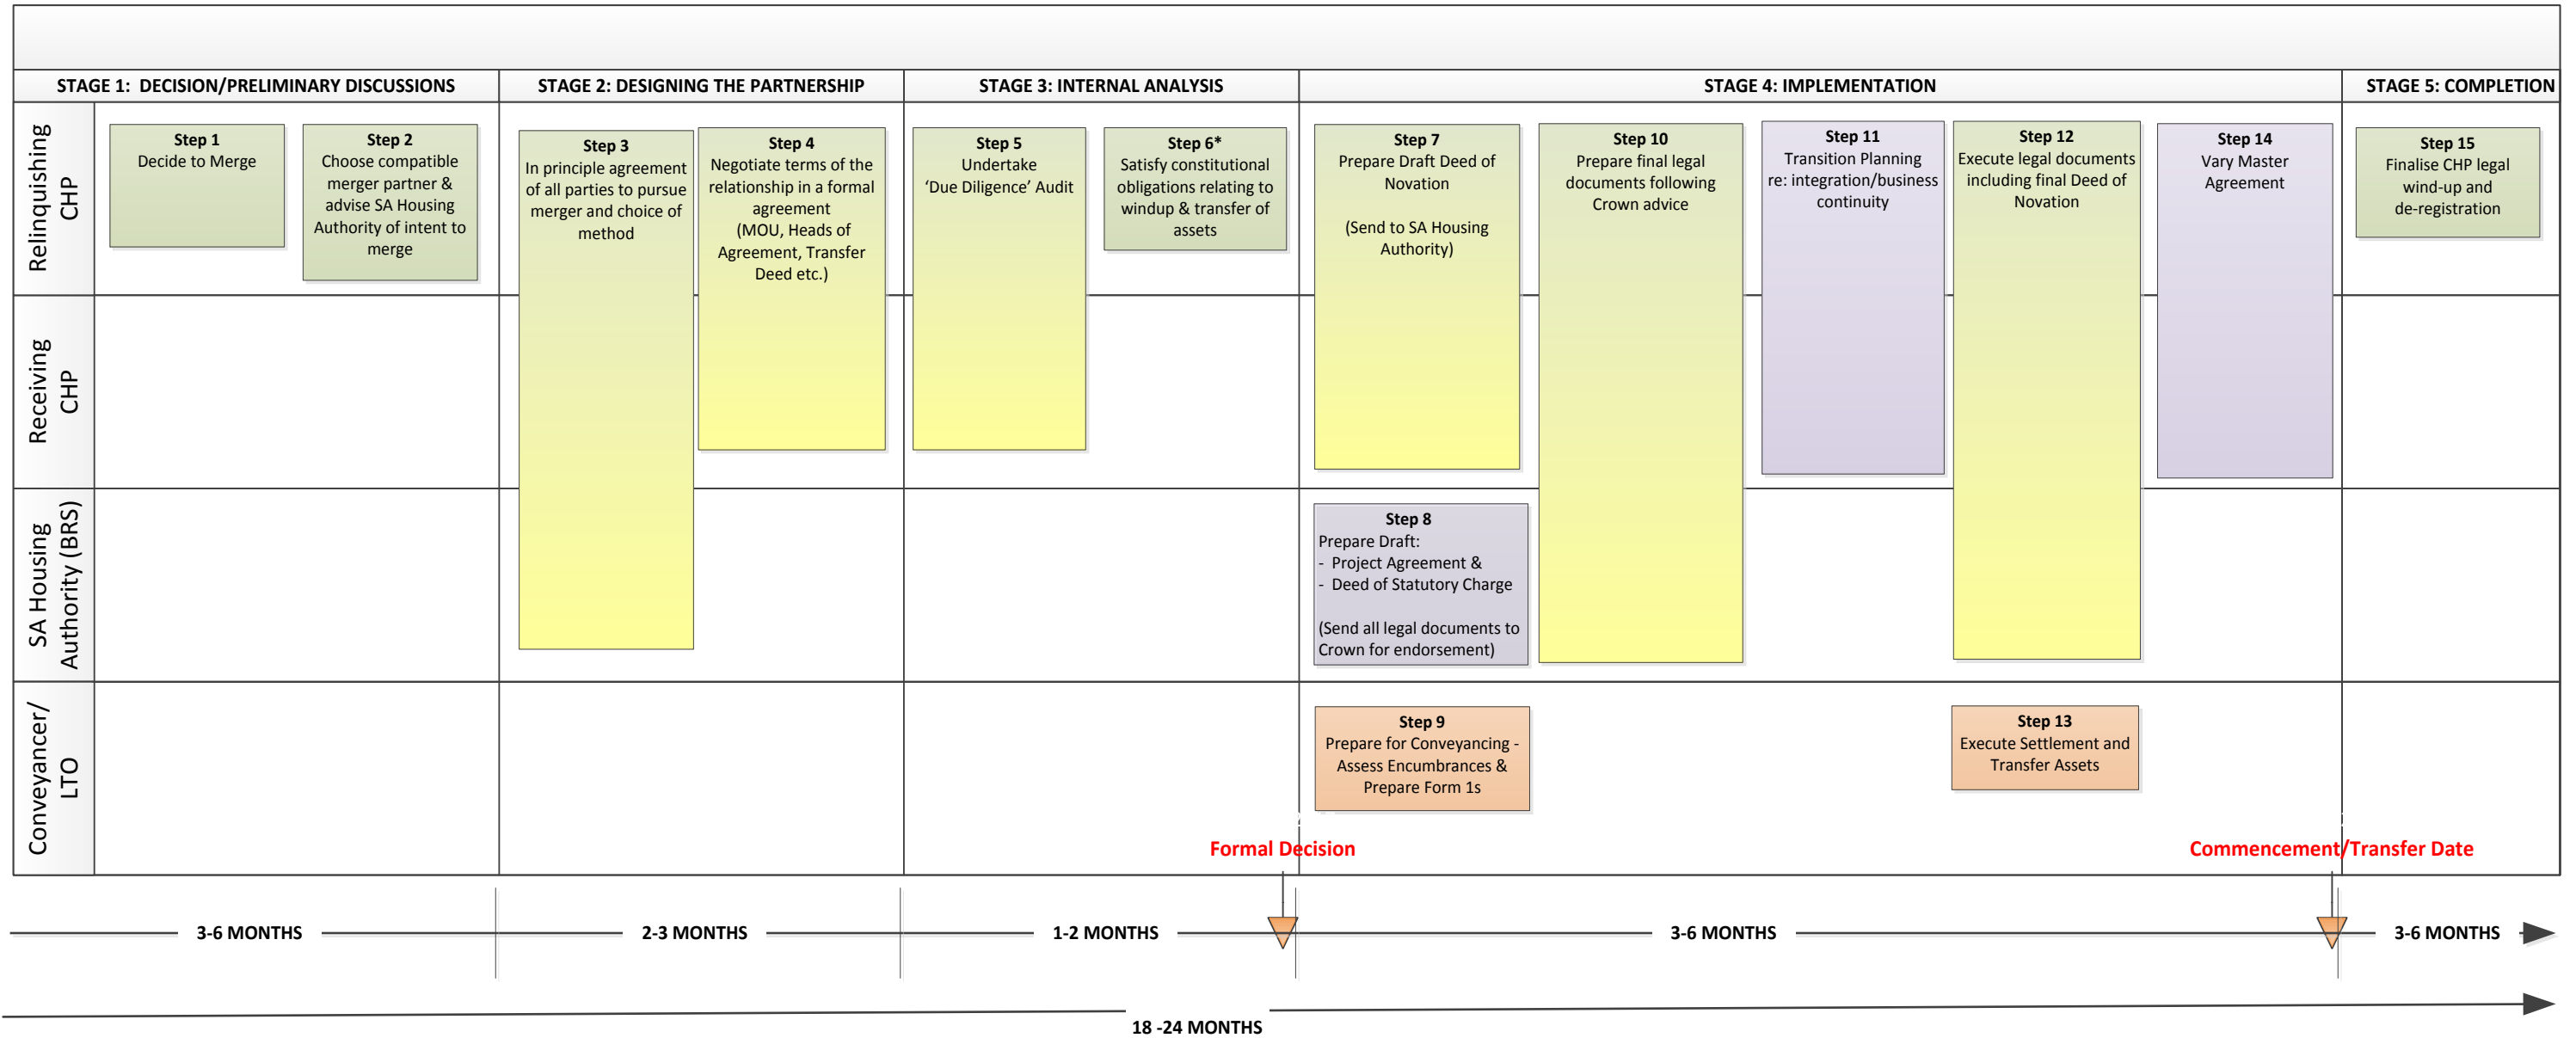 STAGE 1:  DECISION/PRELIMINARY DISCUSSIONS
STAGE 2: DESIGNING THE PARTNERSHIP
STAGE 3: INTERNAL ANALYSIS
STAGE 4: IMPLEMENTATION
STAGE 5: COMPLETION
Relinquishing
CHP
Step 1
Decide to Merge
Step 2
Choose compatible
merger partner &
advise SA Housing
Authority of intent to
merge
Step 3
In principle agreement
of all parties to pursue
merger and choice of
method
Step 4
Negotiate terms of the
relationship in a formal
agreement
(MOU, Heads of
Agreement, Transfer
Deed etc.)
Step 5
Undertake
‘Due Diligence’ Audit
Step 6*
Satisfy constitutional
obligations relating to
windup & transfer of
assets
Step 7
Prepare Draft Deed of
Novation
(Send to SA Housing
Authority)
Step 10
Prepare final legal
documents following
Crown advice
Step 11
Transition Planning
re: integration/business
continuity
Step 12
Execute legal documents
including final Deed of
Novation
Step 14
Vary Master
Agreement
Step 15
Finalise CHP legal
wind-up and
de-registration
Receiving
CHP
SA Housing
Authority (BRS)
Step 8
Prepare Draft:
- Project Agreement &
- Deed of Statutory Charge
(Send all legal documents to
Crown for endorsement)
Conveyancer/
LTO
Step 9
Prepare for Conveyancing -
Assess Encumbrances &
Prepare Form 1s
Step 13
Execute Settlement and
Transfer Assets
Formal Decision
Commencement/Transfer Date
3-6 MONTHS
2-3 MONTHS
1-2 MONTHS
3-6 MONTHS
3-6 MONTHS
18 -24 MONTHS